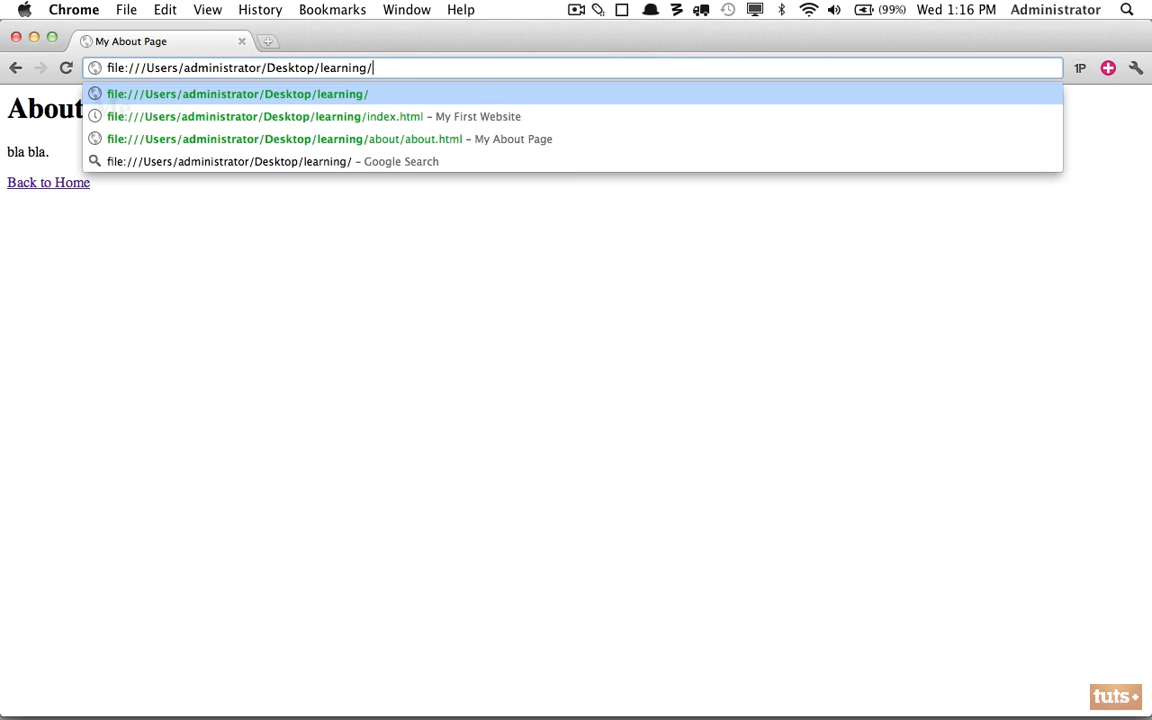 Chrome File Edit View History Bookmarks Window Help (99%) Wed 1:16 PM Administrator
My About Page
file:///Users/administrator/Desktop/learning/ 1P
file:///Users/administrator/Desktop/learning/
About Me
file:///Users/administrator/Desktop/learning/index.html – My First Website
file:///Users/administrator/Desktop/learning/about/about.html – My About Page
bla bla.
file:///Users/administrator/Desktop/learning/ – Google Search
Back to Home
tuts+